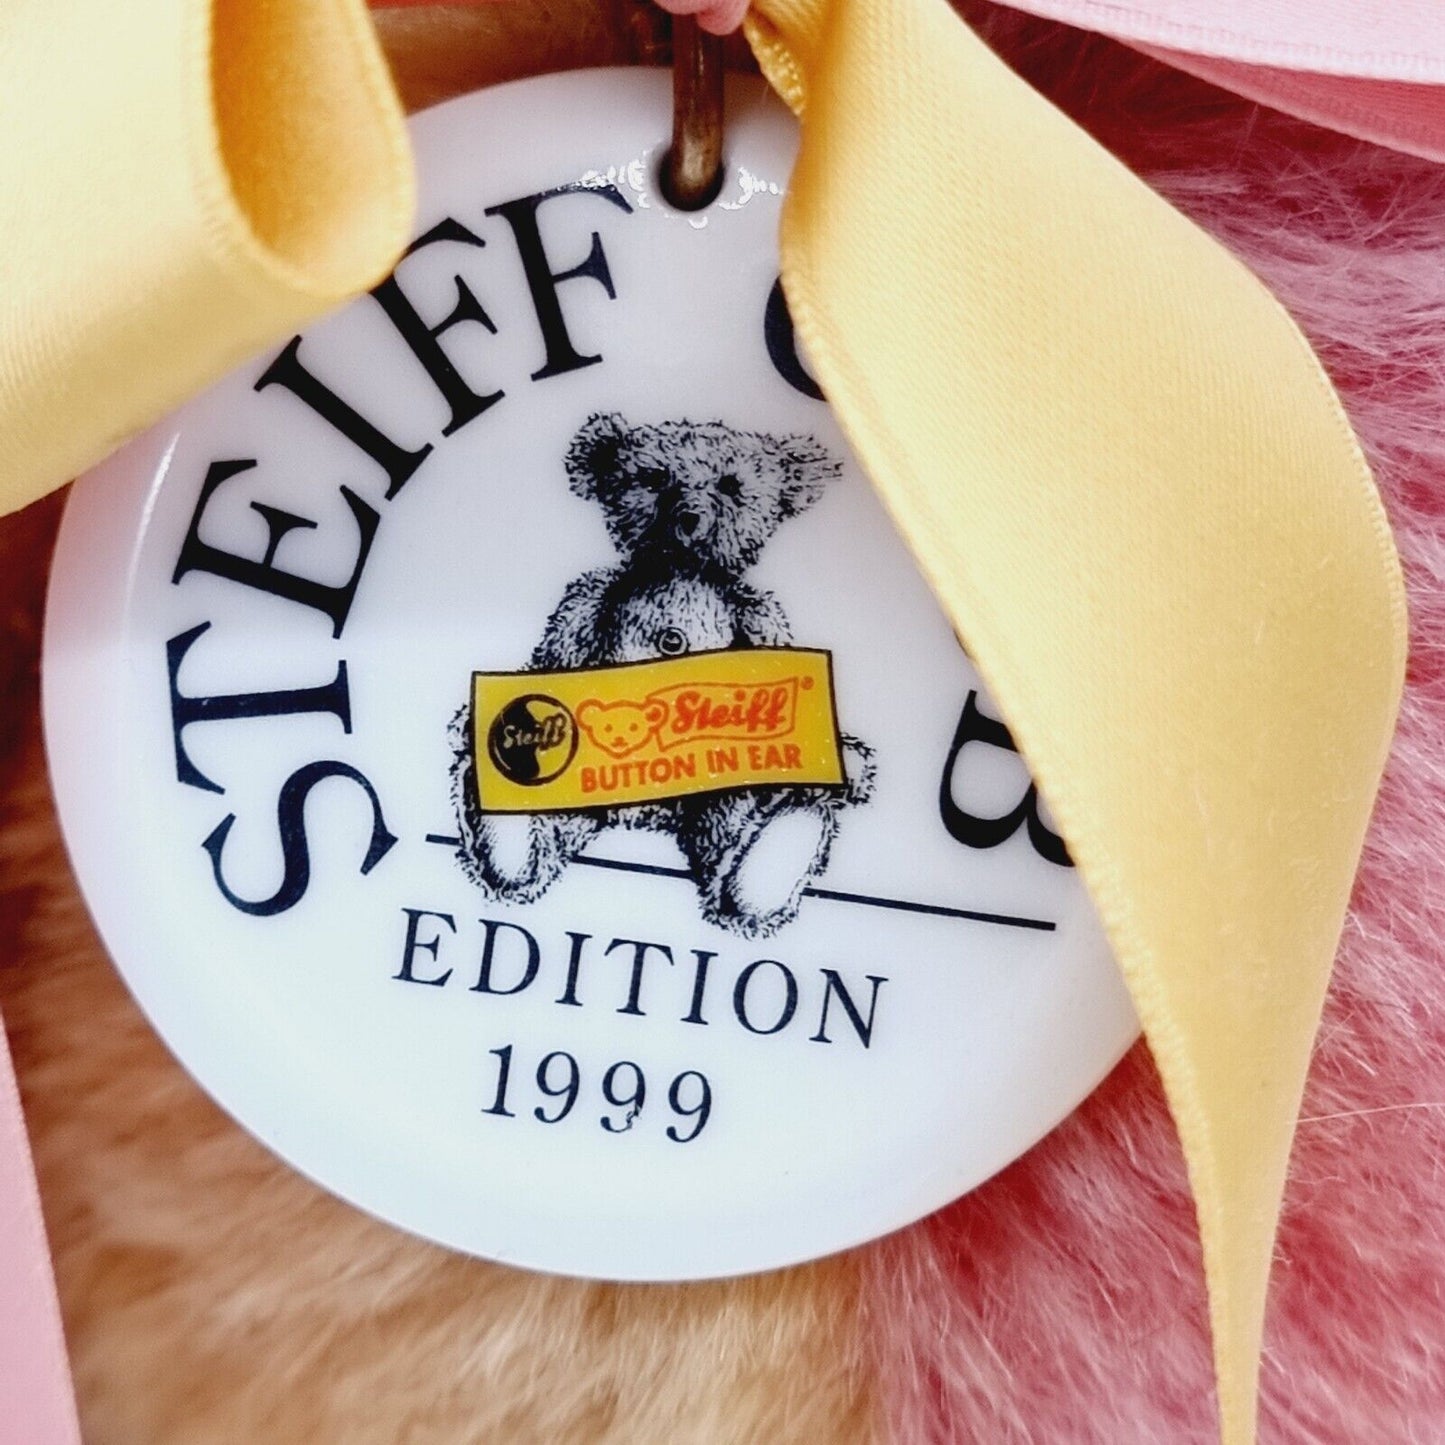 STEIFF
Steiff
Steiff®
BUTTON IN EAR
EDITION
1999